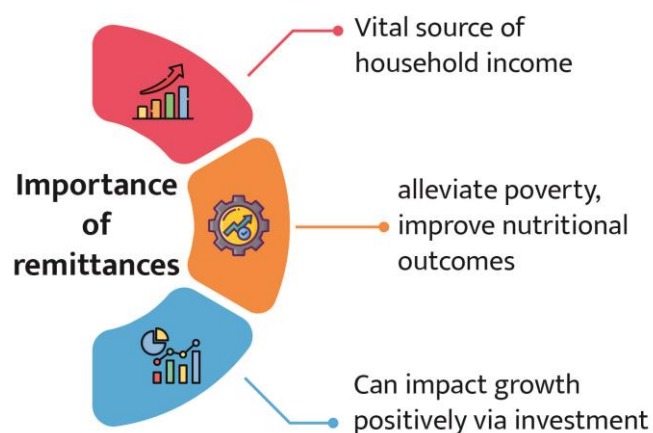 Importance
of
remittances
Vital source of
household income
alleviate poverty,
improve nutritional
outcomes
Can impact growth
positively via investment